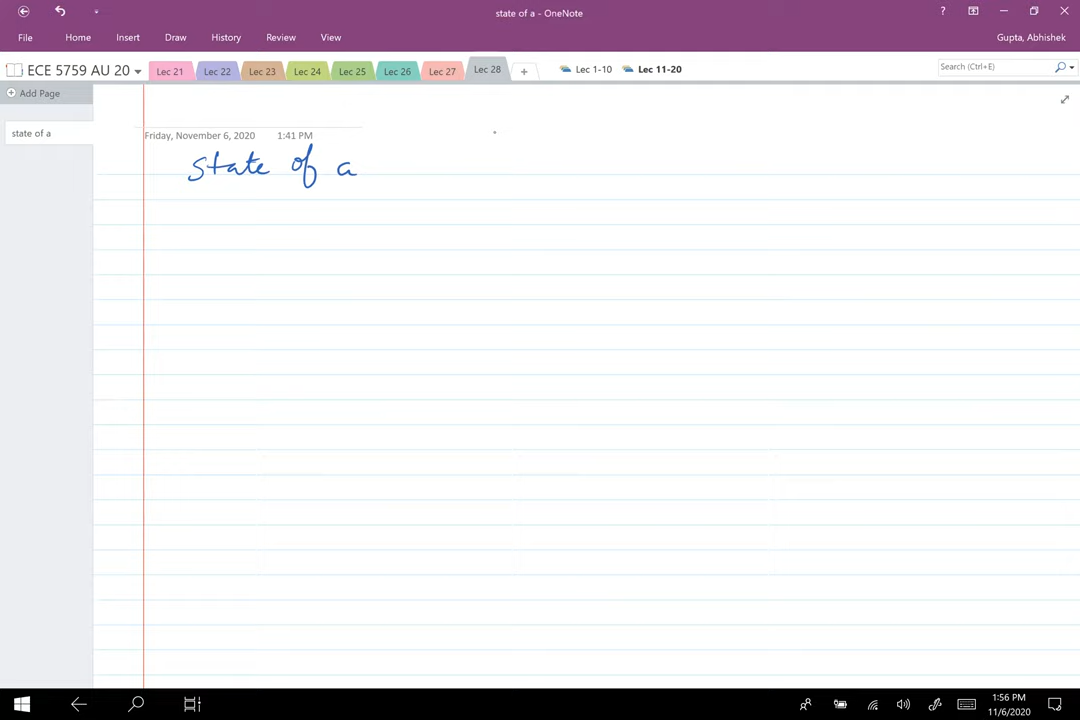 state of a - OneNote
?
File Home Insert Draw History Review View Gupta, Abhishek
ECE 5759 AU 20 Lec 21 Lec 22 Lec 23 Lec 24 Lec 25 Lec 26 Lec 27 Lec 28 + Lec 1-10 Lec 11-20 Search (Ctrl+E)
Add Page
state of a
Friday, November 6, 2020 1:41 PM
state of a
1:56 PM
11/6/2020